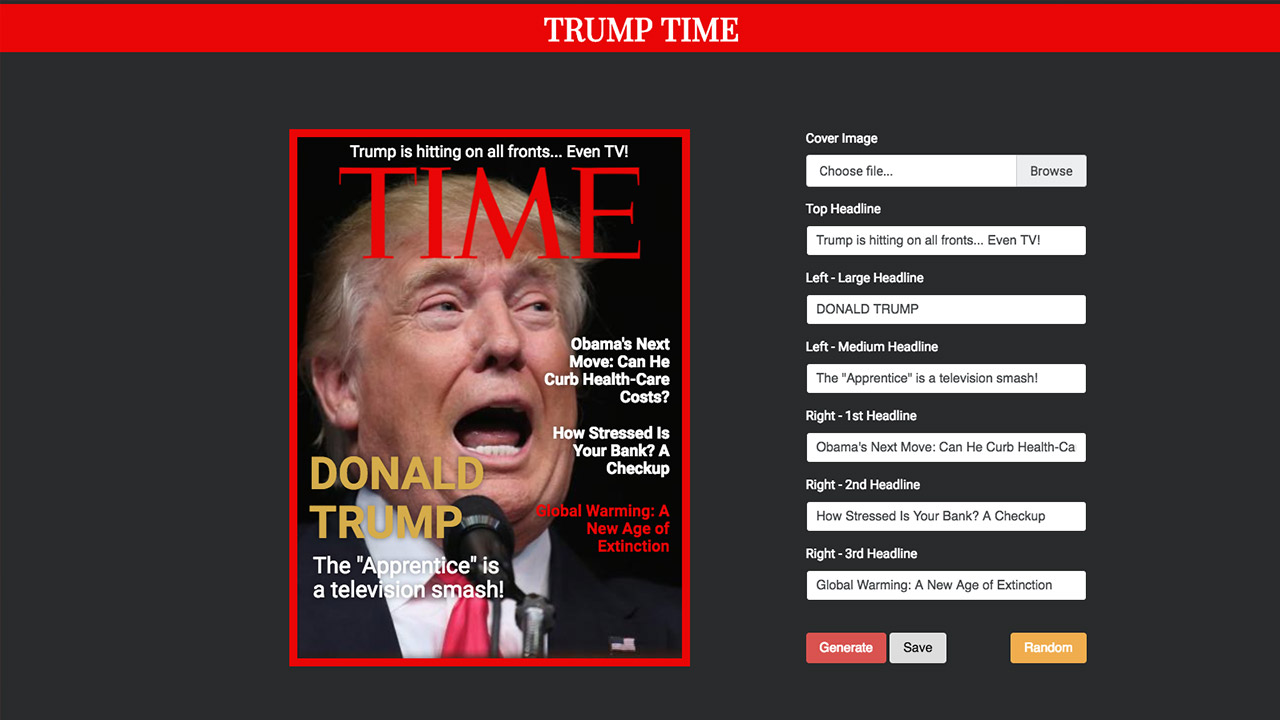 TRUMP TIME
Trump is hitting on all fronts... Even TV!
TIME
Obama's Next
Move: Can He
Curb Health-Care
Costs?
How Stressed Is
Your Bank? A
Checkup
Global Warming: A
New Age of
Extinction
DONALD
TRUMP
The "Apprentice" is
a television smash!
Cover Image
Choose file...
Browse
Top Headline
Trump is hitting on all fronts... Even TV!
Left - Large Headline
DONALD TRUMP
Left - Medium Headline
The "Apprentice" is a television smash!
Right - 1st Headline
Obama's Next Move: Can He Curb Health-Ca
Right - 2nd Headline
How Stressed Is Your Bank? A Checkup
Right - 3rd Headline
Global Warming: A New Age of Extinction
Generate
Save
Random